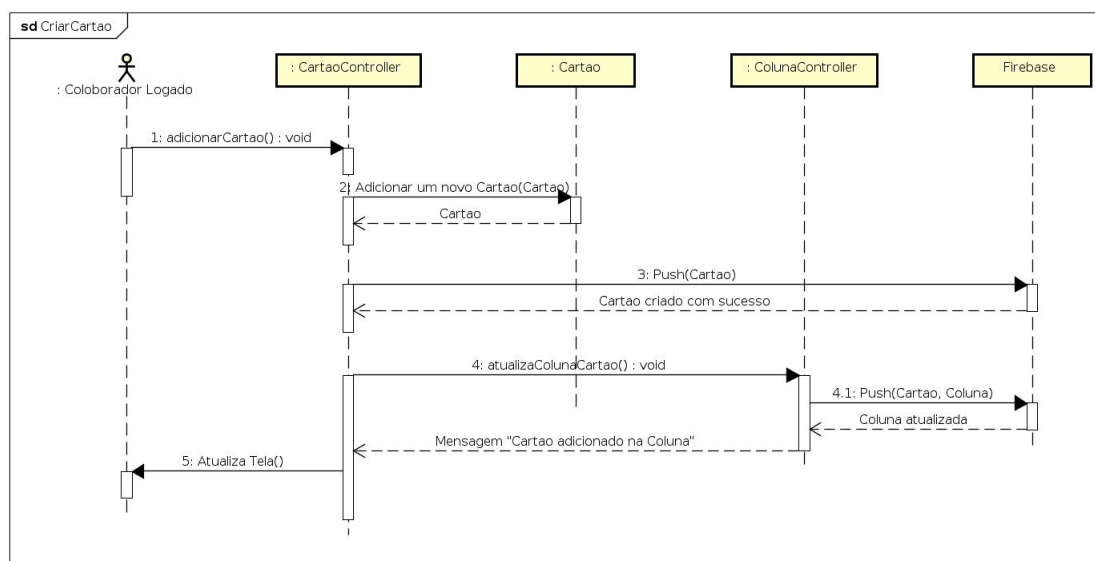 sd CriarCartao
: Coloborador Logado
: CartaoController
: Cartao
: ColunaController
Firebase
1: adicionarCartao() : void
2: Adicionar um novo Cartao(Cartao)
Cartao
3: Push(Cartao)
Cartao criado com sucesso
4: atualizaColunaCartao() : void
4.1: Push(Cartao, Coluna)
Coluna atualizada
Mensagem "Cartao adicionado na Coluna"
5: Atualiza Tela()